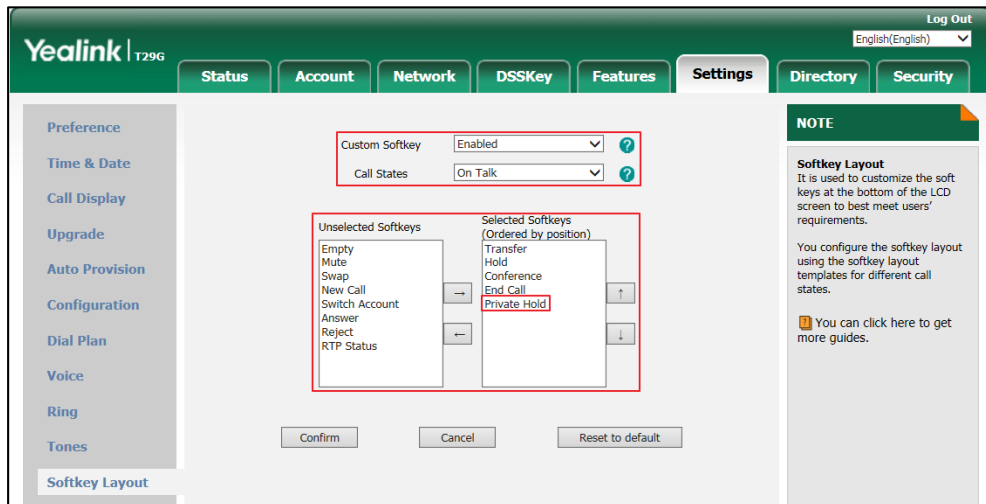 Log Out
Yealink T29G
English(English)
Status Account Network DSSKey Features Settings Directory Security
Preference
Time & Date
Call Display
Upgrade
Auto Provision
Configuration
Dial Plan
Voice
Ring
Tones
Softkey Layout
Custom Softkey Enabled ?
Call States On Talk ?
Unselected Softkeys
Empty
Mute
Swap
New Call
Switch Account
Answer
Reject
RTP Status
→
←
Selected Softkeys
(Ordered by position)
Transfer
Hold
Conference
End Call
Private Hold
↑
↓
Confirm Cancel Reset to default
NOTE
Softkey Layout
It is used to customize the soft
keys at the bottom of the LCD
screen to best meet users'
requirements.
You configure the softkey layout
using the softkey layout
templates for different call
states.
? You can click here to get
more guides.